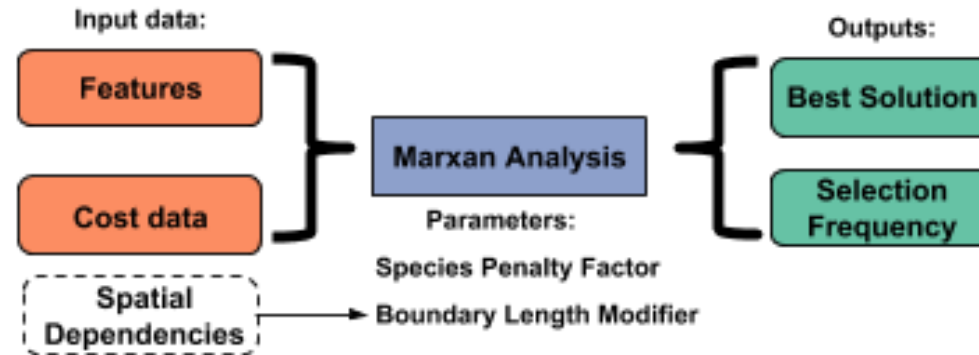 Input data:
Features
Cost data
Spatial
Dependencies
Marxan Analysis
Parameters:
Species Penalty Factor
Boundary Length Modifier
Outputs:
Best Solution
Selection
Frequency